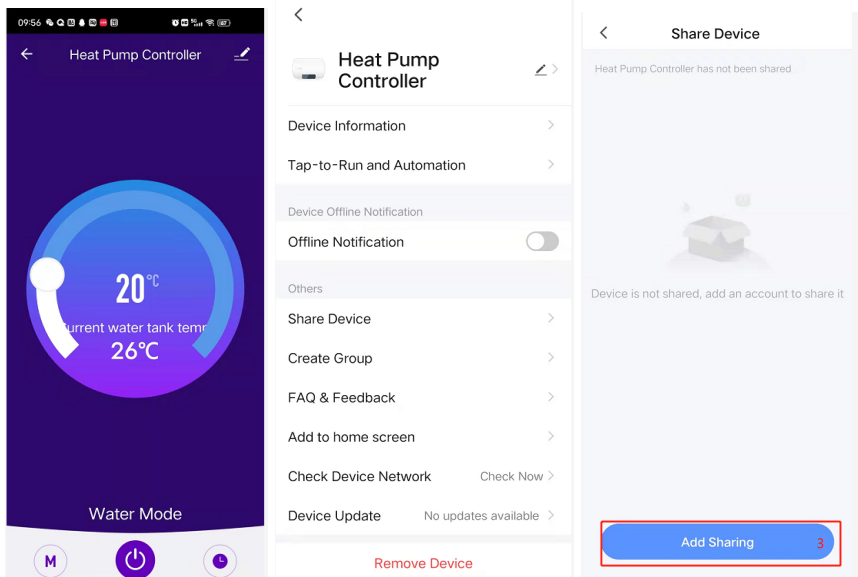 09:56
Heat Pump Controller
20°C
Current water tank temp
26℃
Water Mode
M
Heat Pump
Controller
Device Information
Tap-to-Run and Automation
Device Offline Notification
Offline Notification
Others
Share Device
Create Group
FAQ & Feedback
Add to home screen
Check Device Network Check Now
Device Update No updates available
Remove Device
Share Device
Heat Pump Controller has not been shared
Device is not shared, add an account to share it
Add Sharing 3